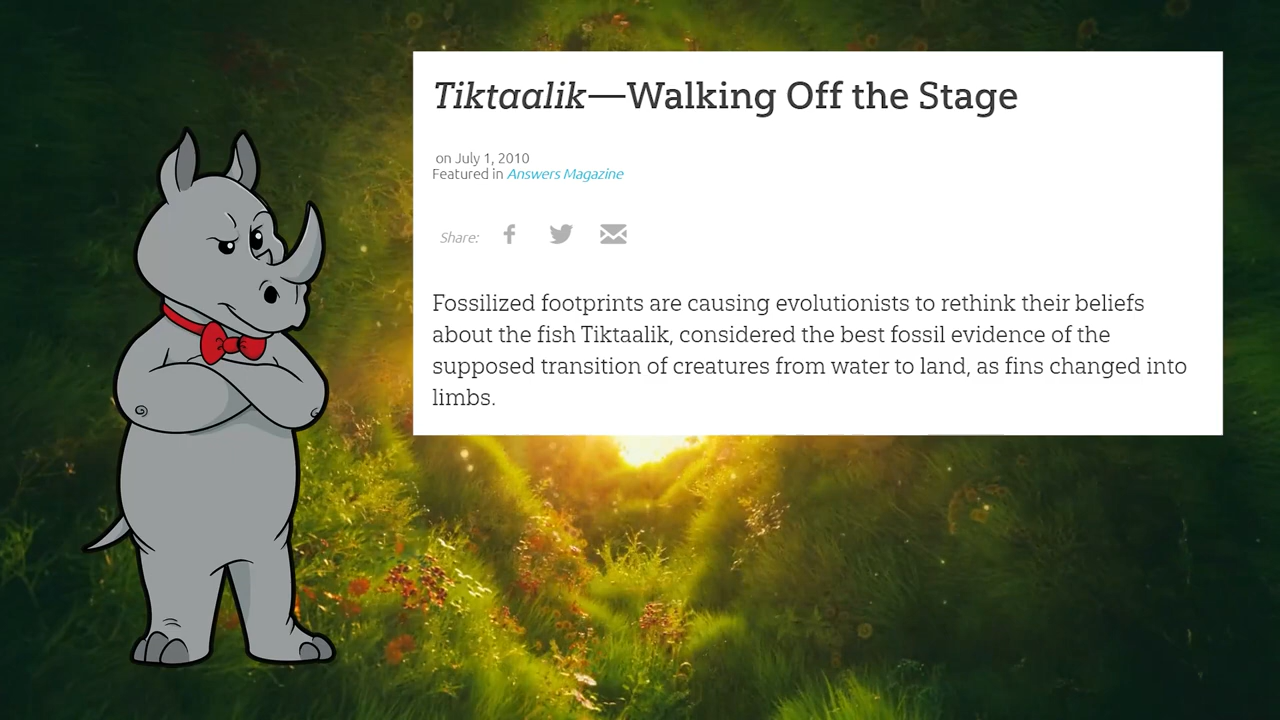 Tiktaalik—Walking Off the Stage
on July 1, 2010
Featured in Answers Magazine
Share:
Fossilized footprints are causing evolutionists to rethink their beliefs
about the fish Tiktaalik, considered the best fossil evidence of the
supposed transition of creatures from water to land, as fins changed into
limbs.